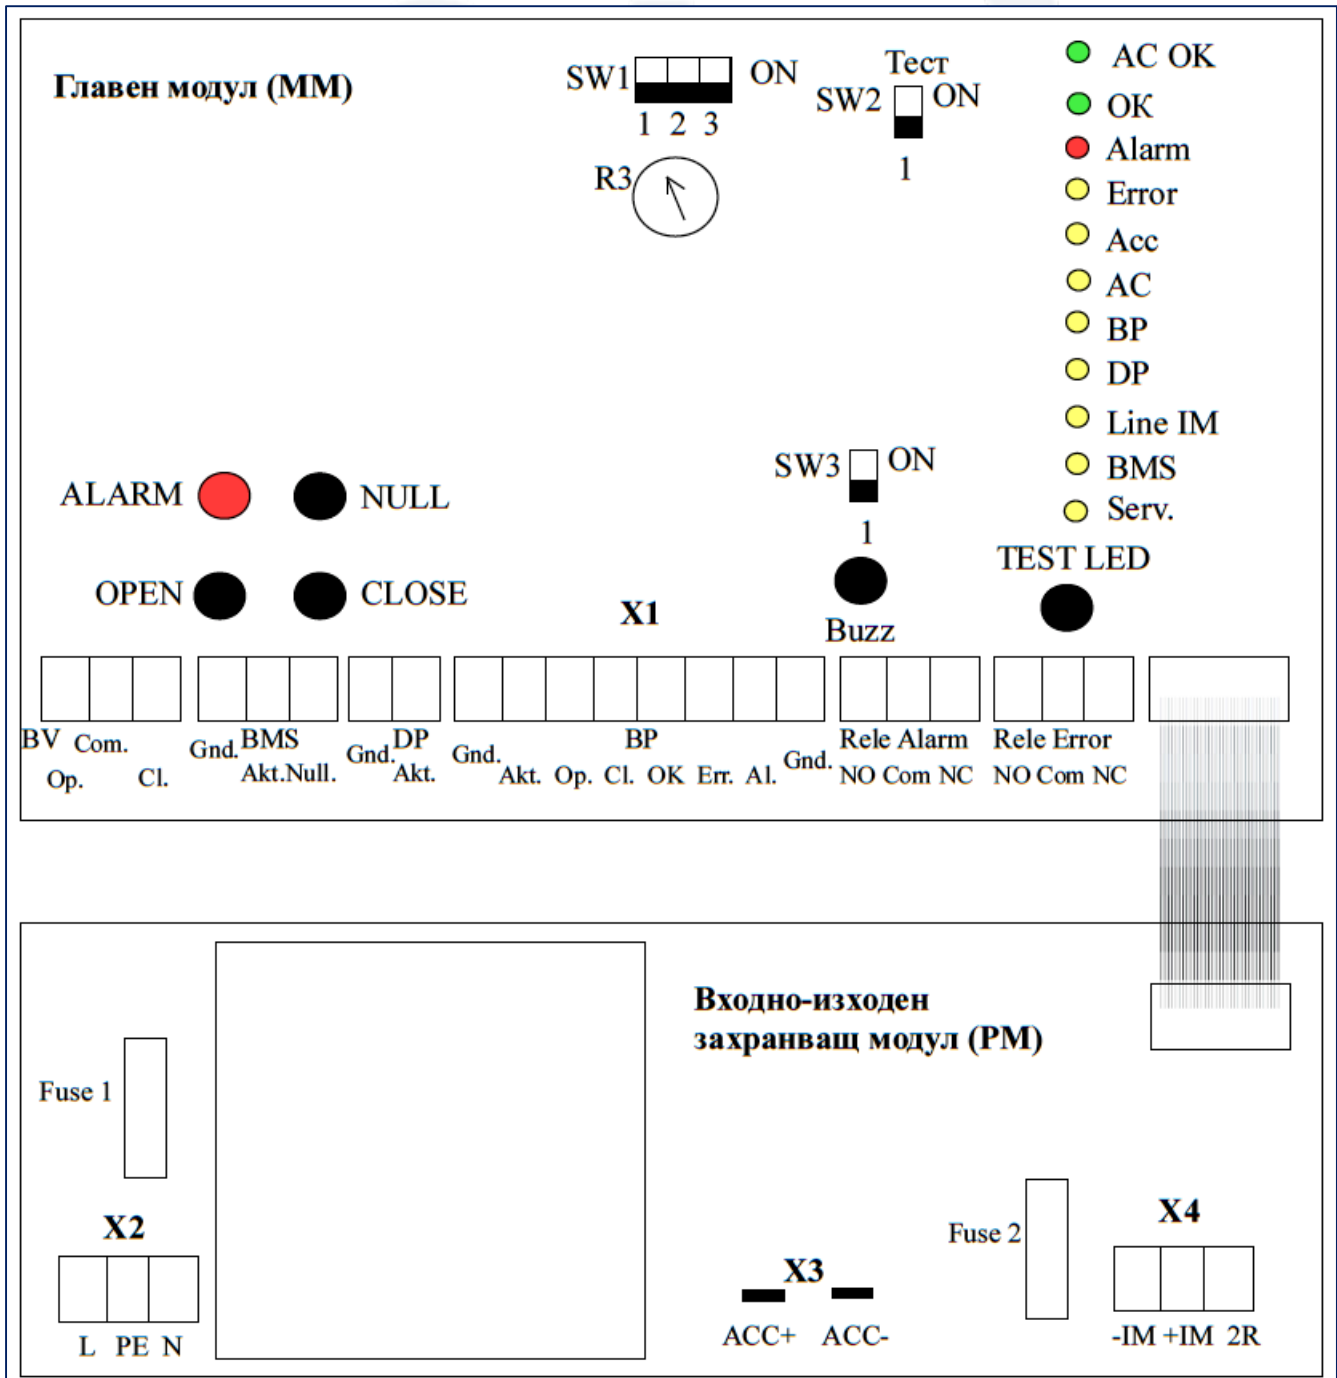 Главен модул (ММ)
SW1 ON
1 2 3
R3
Тест
SW2 ON
1
AC OK
OK
Alarm
Error
Acc
AC
BP
DP
Line IM
BMS
Serv.
SW3 ON
1
ALARM NULL
OPEN CLOSE
X1
Buzz
TEST LED
BV Com.
Op. Cl.
Gnd. BMS
Akt. Null.
Gnd. DP
Akt.
Gnd. BP Gnd.
Akt. Op. Cl. OK Err. Al.
Rele Alarm
NO Com NC
Rele Error
NO Com NC
Входно-изходен
захранващ модул (РМ)
Fuse 1
X2
L PE N
X3
ACC+ ACC-
Fuse 2
X4
-IM +IM 2R